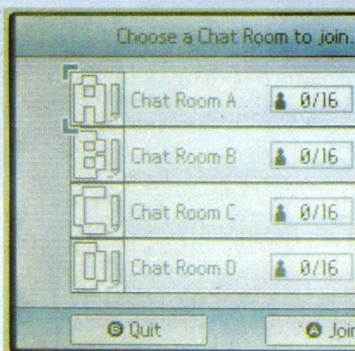 Choose a Chat Room to join.
A Chat Room A 0/16
B Chat Room B 0/16
C Chat Room C 0/16
D Chat Room D 0/16
B Quit
A Join